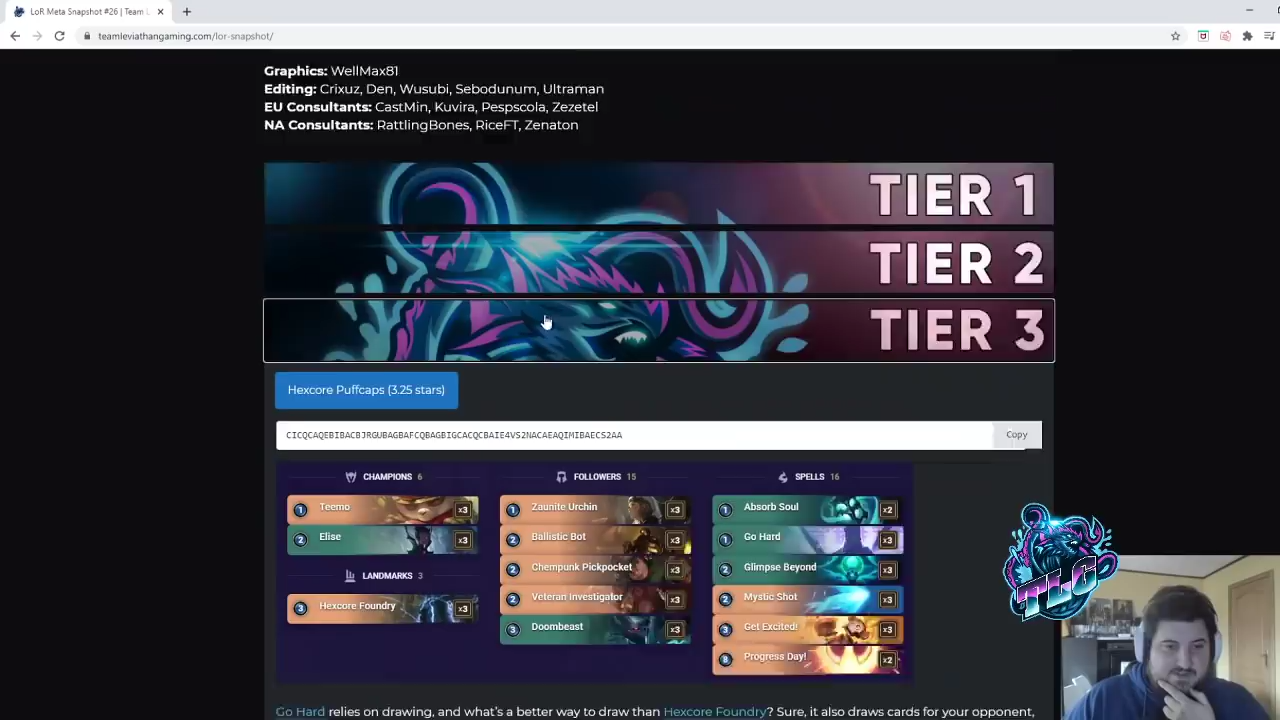 LoR Meta Snapshot #26 | Team L
teamleviathangaming.com/lor-snapshot/
Graphics: WellMax81
Editing: Crixuz, Den, Wusubi, Sebodunum, Ultraman
EU Consultants: CastMin, Kuvira, Pespscola, Zezetel
NA Consultants: RattlingBones, RiceFT, Zenaton
TIER 1
TIER 2
TIER 3
Hexcore Puffcaps (3.25 stars)
CICQCAQEBIBACBJRGUBAGBAFCQBAGBIGCACQCBAIE4VS2NACAEAQIMIBAECS2AA Copy
CHAMPIONS 6
1 Teemo x3
2 Elise x3
LANDMARKS 3
3 Hexcore Foundry x3
FOLLOWERS 15
1 Zaunite Urchin x3
2 Ballistic Bot x3
2 Chempunk Pickpocket x3
2 Veteran Investigator x3
3 Doombeast x3
SPELLS 16
1 Absorb Soul x2
1 Go Hard x3
2 Glimpse Beyond x3
2 Mystic Shot x3
3 Get Excited! x3
8 Progress Day! x2
TLG
Go Hard relies on drawing, and what's a better way to draw than Hexcore Foundry? Sure, it also draws cards for your opponent,